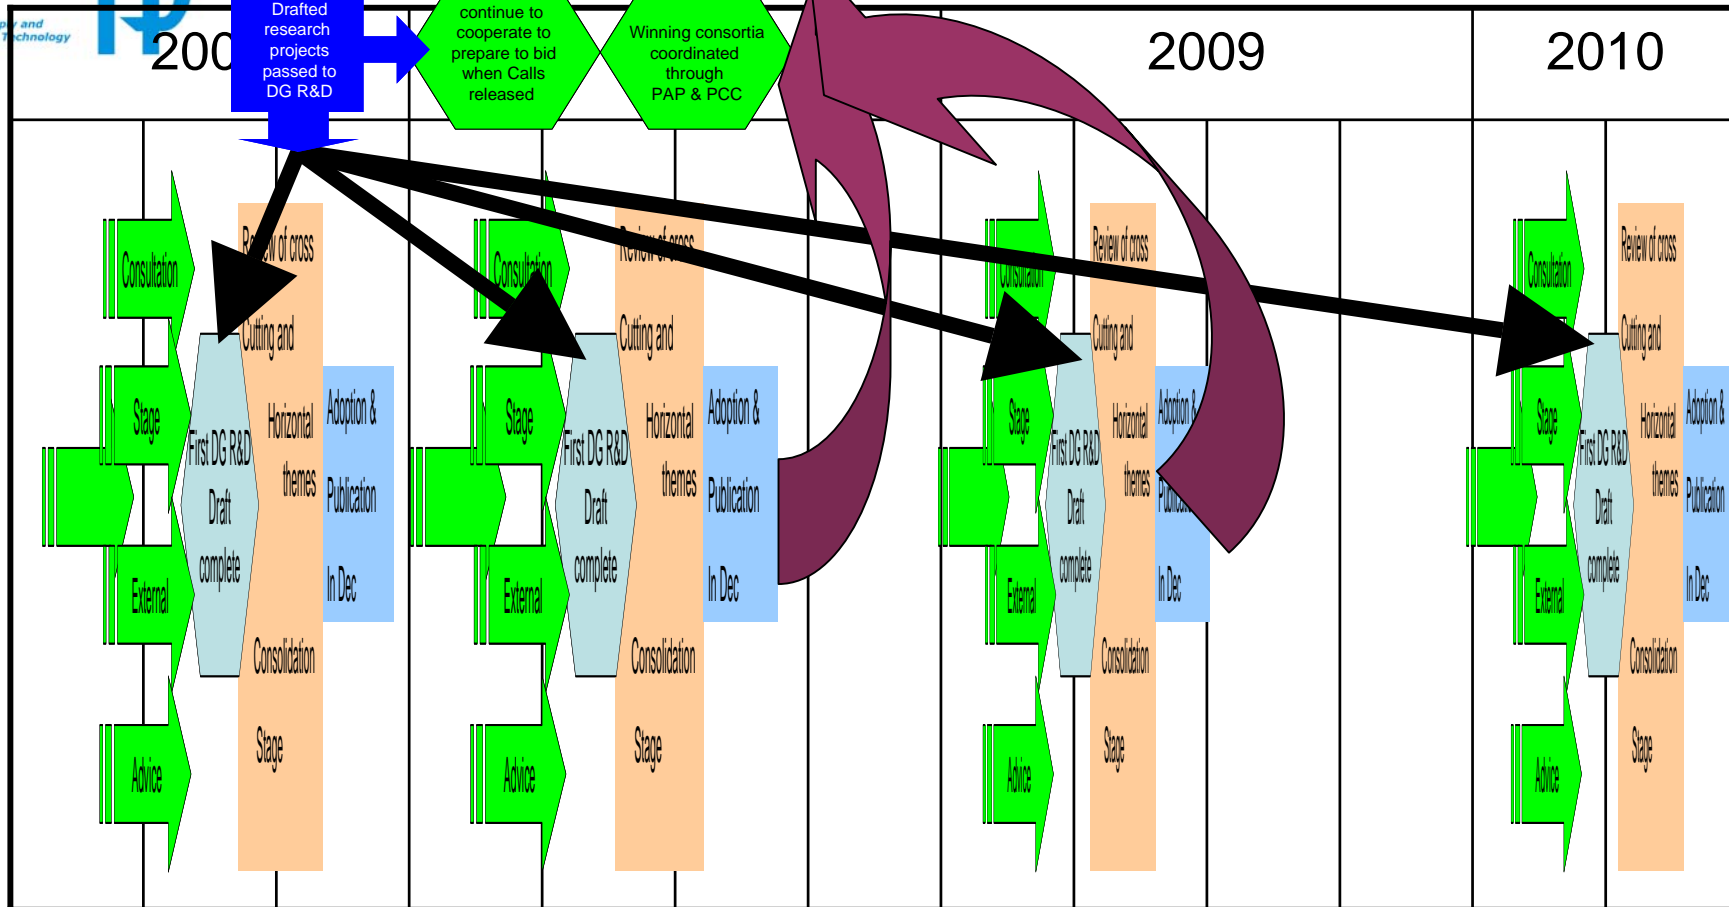 and
Technology
200
Drafted
research
projects
passed to
DG R&D
continue to
cooperate to
prepare to bid
when Calls
released
Winning consortia
coordinated
through
PAP & PCC
2009
2010
Consultation
Stage
External
Advice
First DG R&D
Draft
complete
Review of cross
Cutting and
Horizontal
themes
Consolidation
Stage
Adoption &
Publication
In Dec
Consultation
Stage
External
Advice
First DG R&D
Draft
complete
Review of cross
Cutting and
Horizontal
themes
Consolidation
Stage
Adoption &
Publication
In Dec
Consultation
Stage
External
Advice
First DG R&D
Draft
complete
Review of cross
Cutting and
Horizontal
themes
Consolidation
Stage
Adoption &
Publication
In Dec
Consultation
Stage
External
Advice
First DG R&D
Draft
complete
Review of cross
Cutting and
Horizontal
themes
Consolidation
Stage
Adoption &
Publication
In Dec